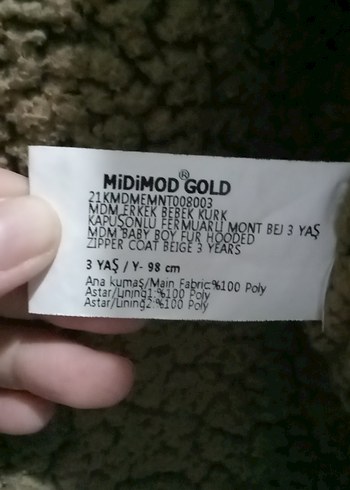 MiDiMOD® GOLD
21KMDMEMNT008003
MDM ERKEK BEBEK KURK
KAPUSONLU FERMUARLI MONT BEJ 3 YAŞ
MDM BABY BOY FUR HOODED
ZIPPER COAT BEIGE 3 YEARS
3 YAŞ / Y- 98 cm
Ana kumaş/Main Fabric:%100 Poly
Astar/Lining1:%100 Poly
Astar/Lining2:%100 Poly